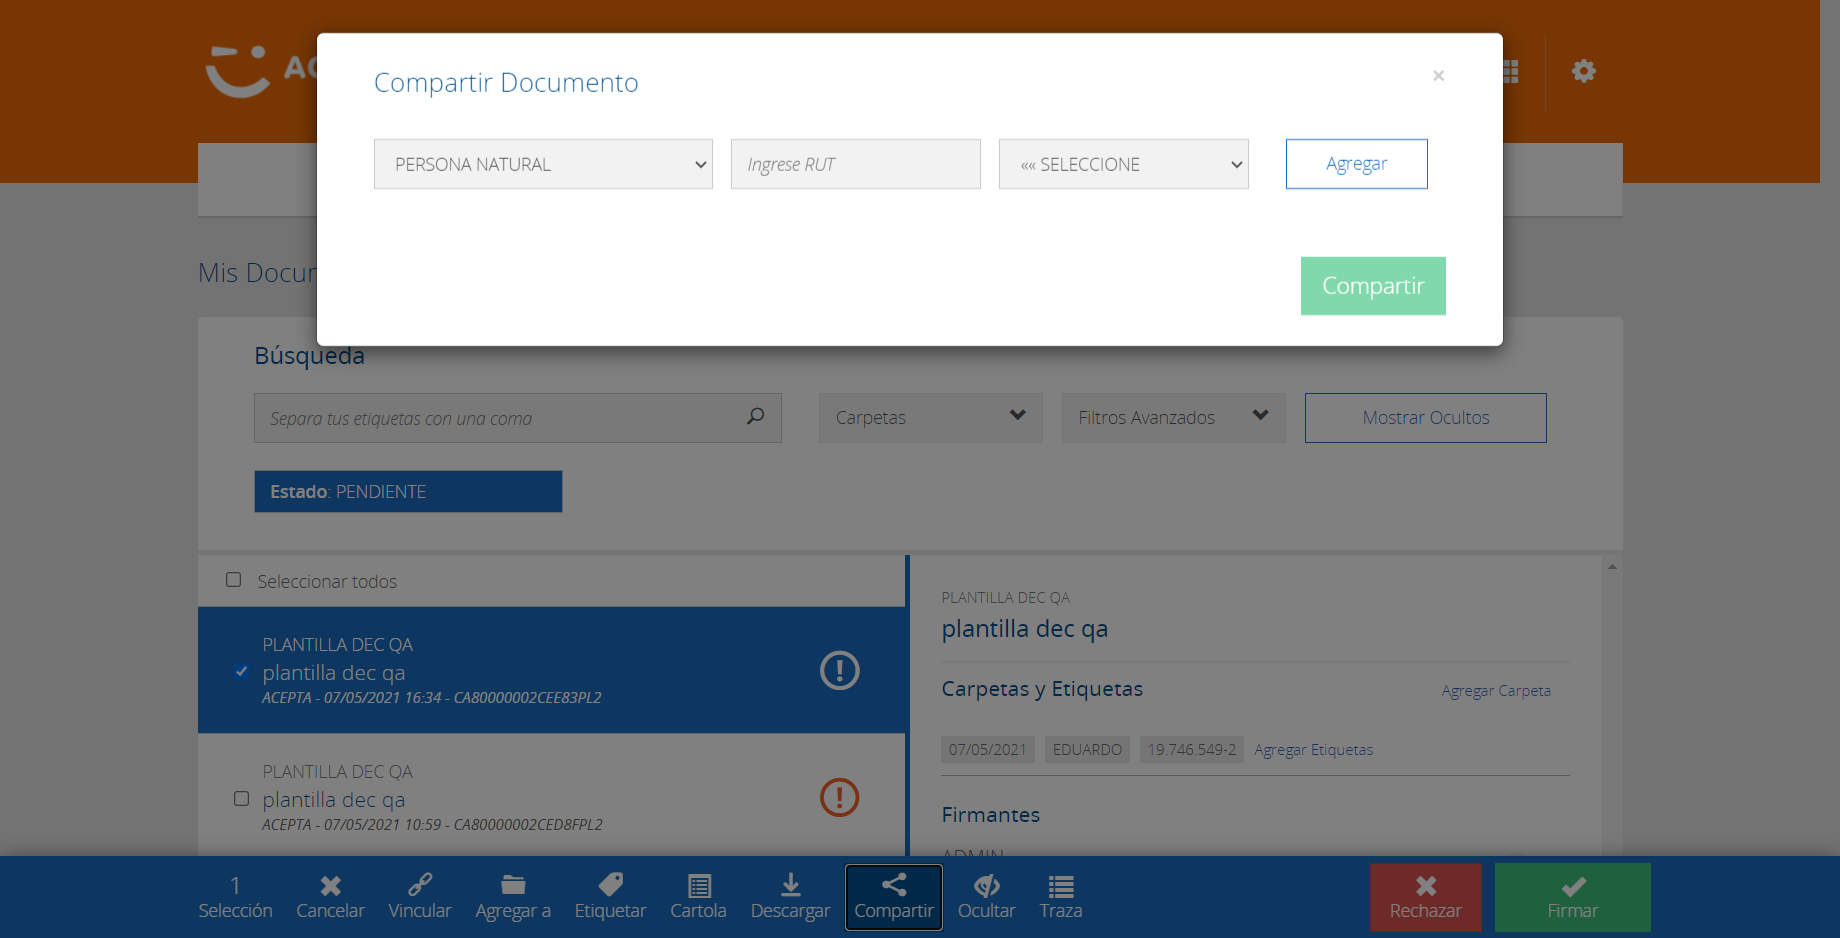 Compartir Documento
×
PERSONA NATURAL
Ingrese RUT
«« SELECCIONE
Agregar
Compartir
Búsqueda
Separa tus etiquetas con una coma
Carpetas
Filtros Avanzados
Mostrar Ocultos
Estado: PENDIENTE
Seleccionar todos
PLANTILLA DEC QA
plantilla dec qa
ACEPTA - 07/05/2021 16:34 - CA80000002CEE83PL2
PLANTILLA DEC QA
plantilla dec qa
ACEPTA - 07/05/2021 10:59 - CA80000002CED8FPL2
PLANTILLA DEC QA
plantilla dec qa
Carpetas y Etiquetas
Agregar Carpeta
07/05/2021
EDUARDO
19.746.549-2
Agregar Etiquetas
Firmantes
ADMIN
1
Selección
Cancelar
Vincular
Agregar a
Etiquetar
Cartola
Descargar
Compartir
Ocultar
Traza
Rechazar
Firmar